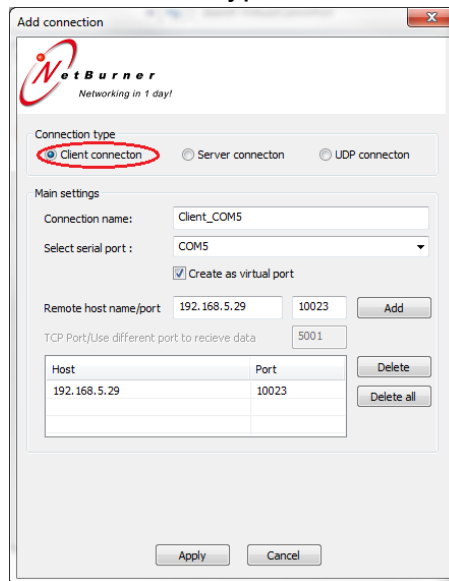 Add connection
NetBurner
Networking in 1 day!
Connection type
Client connecton
Server connecton
UDP connecton
Main settings
Connection name:
Client_COM5
Select serial port :
COM5
Create as virtual port
Remote host name/port
192.168.5.29
10023
Add
TCP Port/Use different port to recieve data
5001
Host
Port
Delete
192.168.5.29
10023
Delete all
Apply
Cancel